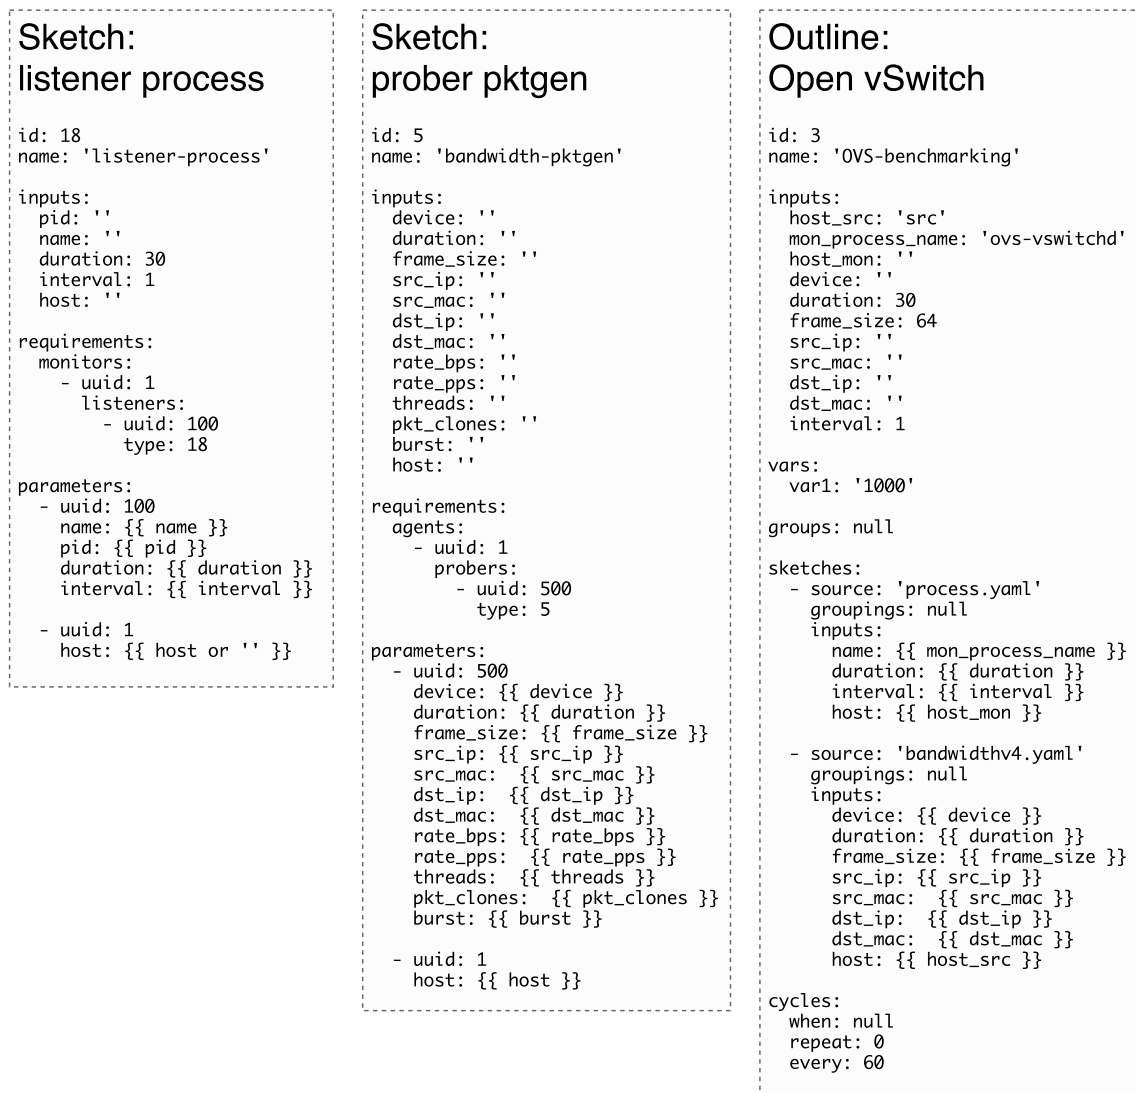 Sketch:
listener process
id: 18
name: 'listener-process'
inputs:
  pid: ''
  name: ''
  duration: 30
  interval: 1
  host: ''
requirements:
  monitors:
    - uuid: 1
      listeners:
        - uuid: 100
          type: 18
parameters:
  - uuid: 100
    name: {{ name }}
    pid: {{ pid }}
    duration: {{ duration }}
    interval: {{ interval }}
  - uuid: 1
    host: {{ host or '' }}
Sketch:
prober pktgen
id: 5
name: 'bandwidth-pktgen'
inputs:
  device: ''
  duration: ''
  frame_size: ''
  src_ip: ''
  src_mac: ''
  dst_ip: ''
  dst_mac: ''
  rate_bps: ''
  rate_pps: ''
  threads: ''
  pkt_clones: ''
  burst: ''
  host: ''
requirements:
  agents:
    - uuid: 1
      probers:
        - uuid: 500
          type: 5
parameters:
  - uuid: 500
    device: {{ device }}
    duration: {{ duration }}
    frame_size: {{ frame_size }}
    src_ip: {{ src_ip }}
    src_mac:  {{ src_mac }}
    dst_ip:  {{ dst_ip }}
    dst_mac:  {{ dst_mac }}
    rate_bps: {{ rate_bps }}
    rate_pps:  {{ rate_pps }}
    threads:  {{ threads }}
    pkt_clones:  {{ pkt_clones }}
    burst: {{ burst }}
  - uuid: 1
    host: {{ host }}
Outline:
Open vSwitch
id: 3
name: 'OVS-benchmarking'
inputs:
  host_src: 'src'
  mon_process_name: 'ovs-vswitchd'
  host_mon: ''
  device: ''
  duration: 30
  frame_size: 64
  src_ip: ''
  src_mac: ''
  dst_ip: ''
  dst_mac: ''
  interval: 1
vars:
  var1: '1000'
groups: null
sketches:
  - source: 'process.yaml'
    groupings: null
    inputs:
      name: {{ mon_process_name }}
      duration: {{ duration }}
      interval: {{ interval }}
      host: {{ host_mon }}
  - source: 'bandwidthv4.yaml'
    groupings: null
    inputs:
      device: {{ device }}
      duration: {{ duration }}
      frame_size: {{ frame_size }}
      src_ip: {{ src_ip }}
      src_mac:  {{ src_mac }}
      dst_ip:  {{ dst_ip }}
      dst_mac:  {{ dst_mac }}
      host: {{ host_src }}
cycles:
  when: null
  repeat: 0
  every: 60